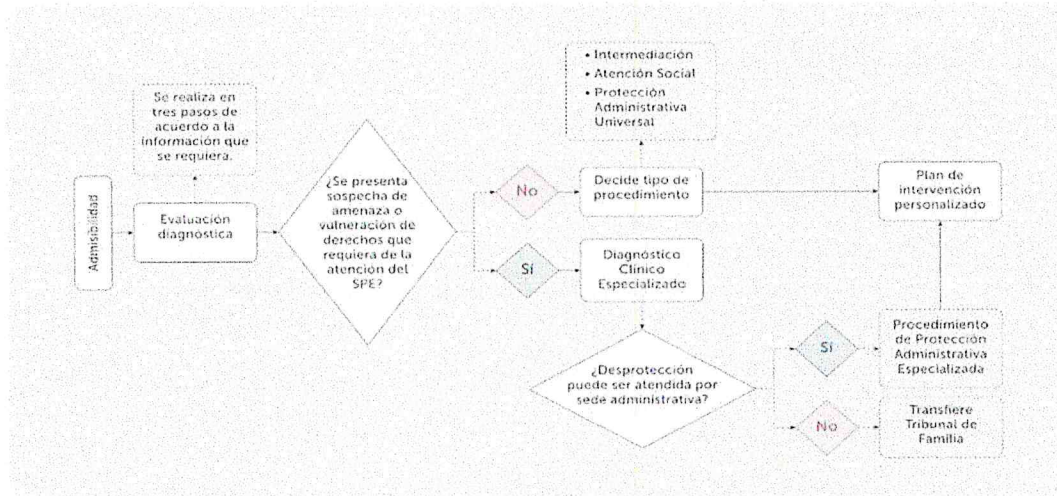 Admisibilidad
Se realiza en
tres pasos de
acuerdo a la
información que
se requiera.
Evaluación
diagnóstica
¿Se presenta
sospecha de
amenaza o
vulneración de
derechos que
requiera de la
atención del
SPE?
No
• Intermediación
• Atención Social
• Protección
Administrativa
Universal
Decide tipo de
procedimiento
Plan de
intervención
personalizado
Sí
Diagnóstico
Clínico
Especializado
¿Desprotección
puede ser atendida por
sede administrativa?
Sí
Procedimiento
de Protección
Administrativa
Especializada
No
Transfiere
Tribunal de
Familia